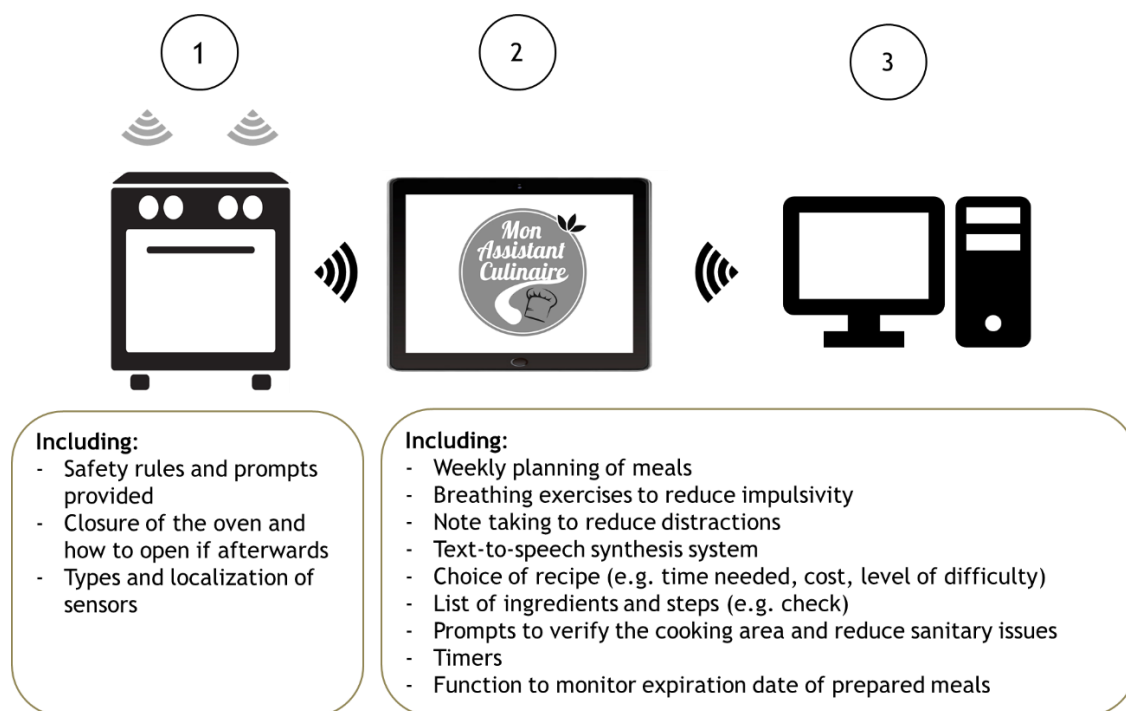 1
2
3
Mon
Assistant
Culinaire
Including:
- Safety rules and prompts
provided
- Closure of the oven and
how to open if afterwards
- Types and localization of
sensors
Including:
- Weekly planning of meals
- Breathing exercises to reduce impulsivity
- Note taking to reduce distractions
- Text-to-speech synthesis system
- Choice of recipe (e.g. time needed, cost, level of difficulty)
- List of ingredients and steps (e.g. check)
- Prompts to verify the cooking area and reduce sanitary issues
- Timers
- Function to monitor expiration date of prepared meals